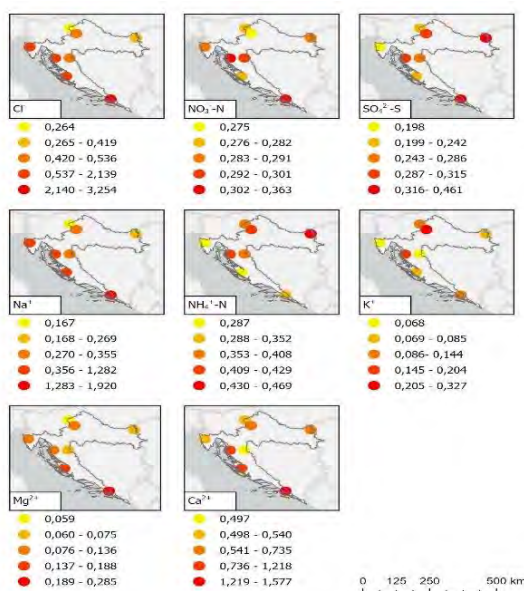 Cl⁻
0,264
0,265 - 0,419
0,420 - 0,536
0,537 - 2,139
2,140 - 3,254
NO₃⁻-N
0,275
0,276 - 0,282
0,283 - 0,291
0,292 - 0,301
0,302 - 0,363
SO₄²⁻-S
0,198
0,199 - 0,242
0,243 - 0,286
0,287 - 0,315
0,316- 0,461
Na⁺
0,167
0,168 - 0,269
0,270 - 0,355
0,356 - 1,282
1,283 - 1,920
NH₄⁺-N
0,287
0,288 - 0,352
0,353 - 0,408
0,409 - 0,429
0,430 - 0,469
K⁺
0,068
0,069 - 0,085
0,086- 0,144
0,145 - 0,204
0,205 - 0,327
Mg²⁺
0,059
0,060 - 0,075
0,076 - 0,136
0,137 - 0,188
0,189 - 0,285
Ca²⁺
0,497
0,498 - 0,540
0,541 - 0,735
0,736 - 1,218
1,219 - 1,577
0 125 250 500 km